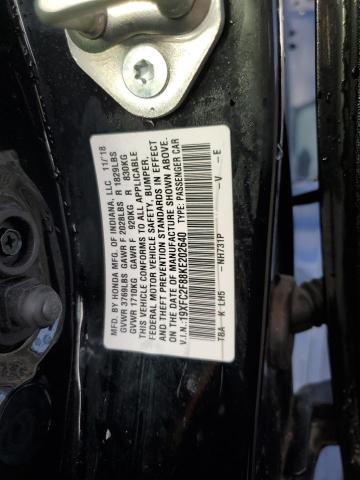 MFD. BY HONDA MFG. OF INDIANA, LLC 11/18
GVWR 3769LBS GAWR F 2028LBS R 1829LBS
GVWR 1710KG GAWR F 920KG R 830KG
THIS VEHICLE CONFORMS TO ALL APPLICABLE
FEDERAL MOTOR VEHICLE SAFETY, BUMPER,
AND THEFT PREVENTION STANDARDS IN EFFECT
ON THE DATE OF MANUFACTURE SHOWN ABOVE.
V.I.N. 19XFC2F88KE202640 TYPE: PASSENGER CAR
TBA - K LH5 - NH731P - V - E